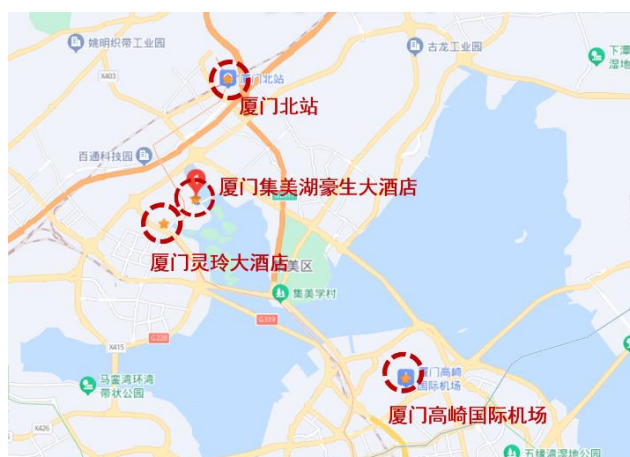 姚明织带工业园
古龙工业园
下潭
湿地
X403
厦门北站
厦门北站
百通科技园
厦门集美湖豪生大酒店
厦门灵玲大酒店
美区
集美学村
G319
G228
X415
马銮湾环湾
带状公园
厦门高崎
国际机场
厦门高崎国际机场
X426
五缘湾湿地公园